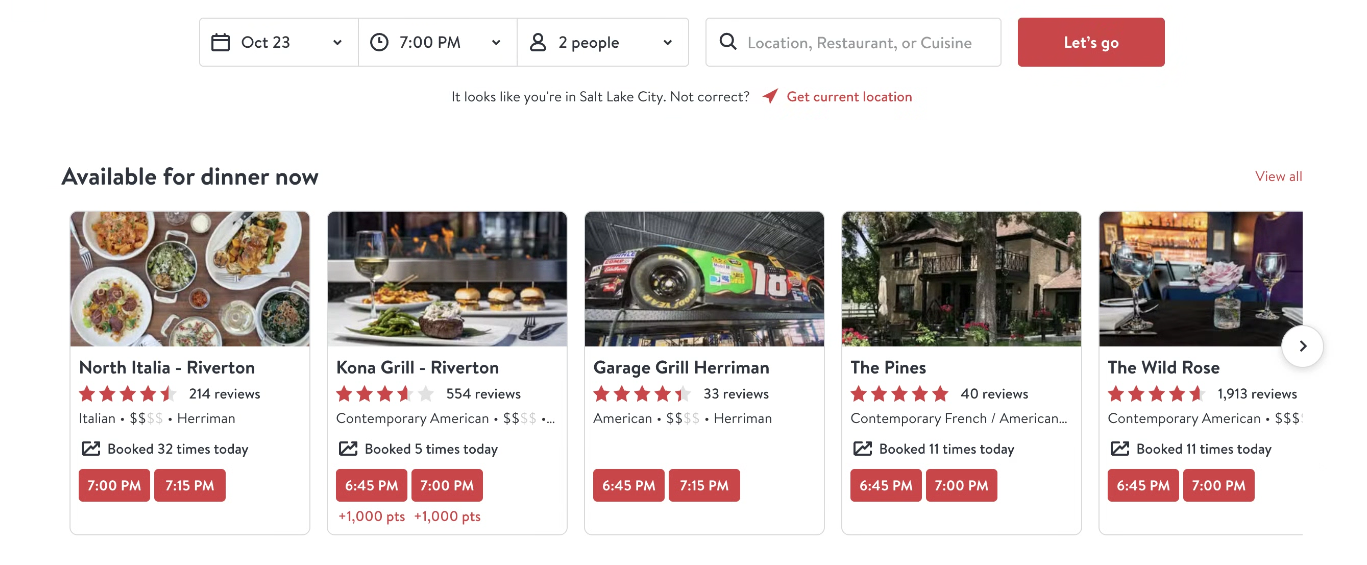 Oct 23 7:00 PM 2 people Location, Restaurant, or Cuisine Let's go
It looks like you're in Salt Lake City. Not correct? Get current location
Available for dinner now View all
North Italia - Riverton
214 reviews
Italian • $$$$ • Herriman
Booked 32 times today
7:00 PM 7:15 PM
Kona Grill - Riverton
554 reviews
Contemporary American • $$$$ •...
Booked 5 times today
6:45 PM 7:00 PM
+1,000 pts +1,000 pts
EAGLE
GOODYEAR
18
Garage Grill Herriman
33 reviews
American • $$$$ • Herriman
6:45 PM 7:15 PM
The Pines
40 reviews
Contemporary French / American...
Booked 11 times today
6:45 PM 7:00 PM
The Wild Rose
1,913 reviews
Contemporary American • $$$
Booked 11 times today
6:45 PM 7:00 PM